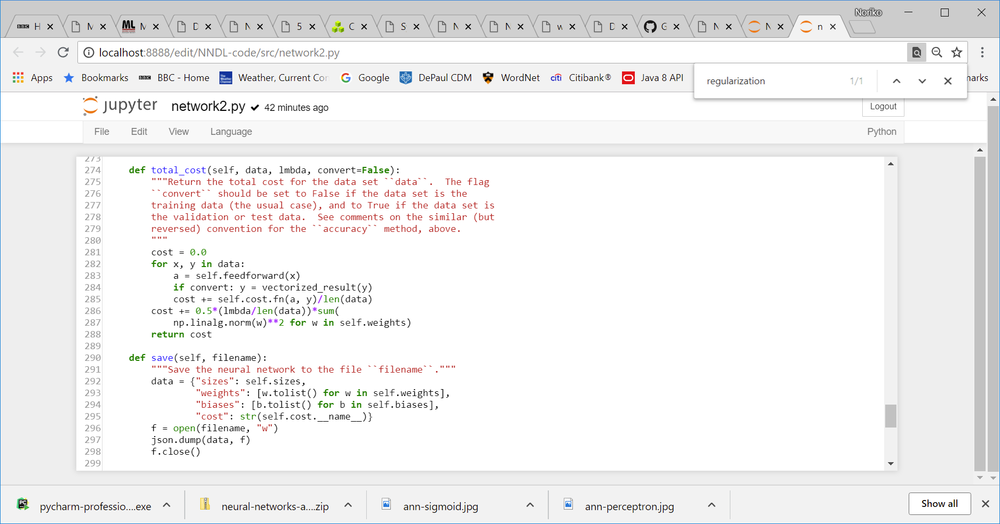 Noriko
BBC H M ML M D N 5 C S N N w D G N N n
localhost:8888/edit/NNDL-code/src/network2.py
Apps Bookmarks BBC - Home Weather, Current Con Google DePaul CDM WordNet citi Citibank® Java 8 API
regularization 1/1
jupyter network2.py 42 minutes ago
Logout
File Edit View Language Python
273
274 def total_cost(self, data, lmbda, convert=False):
275 """Return the total cost for the data set ``data``.  The flag
276 ``convert`` should be set to False if the data set is the
277 training data (the usual case), and to True if the data set is
278 the validation or test data.  See comments on the similar (but
279 reversed) convention for the ``accuracy`` method, above.
280 """
281 cost = 0.0
282 for x, y in data:
283 a = self.feedforward(x)
284 if convert: y = vectorized_result(y)
285 cost += self.cost.fn(a, y)/len(data)
286 cost += 0.5*(lmbda/len(data))*sum(
287 np.linalg.norm(w)**2 for w in self.weights)
288 return cost
289
290 def save(self, filename):
291 """Save the neural network to the file ``filename``."""
292 data = {"sizes": self.sizes,
293 "weights": [w.tolist() for w in self.weights],
294 "biases": [b.tolist() for b in self.biases],
295 "cost": str(self.cost.__name__)}
296 f = open(filename, "w")
297 json.dump(data, f)
298 f.close()
299
pycharm-professio....exe neural-networks-a....zip ann-sigmoid.jpg ann-perceptron.jpg Show all